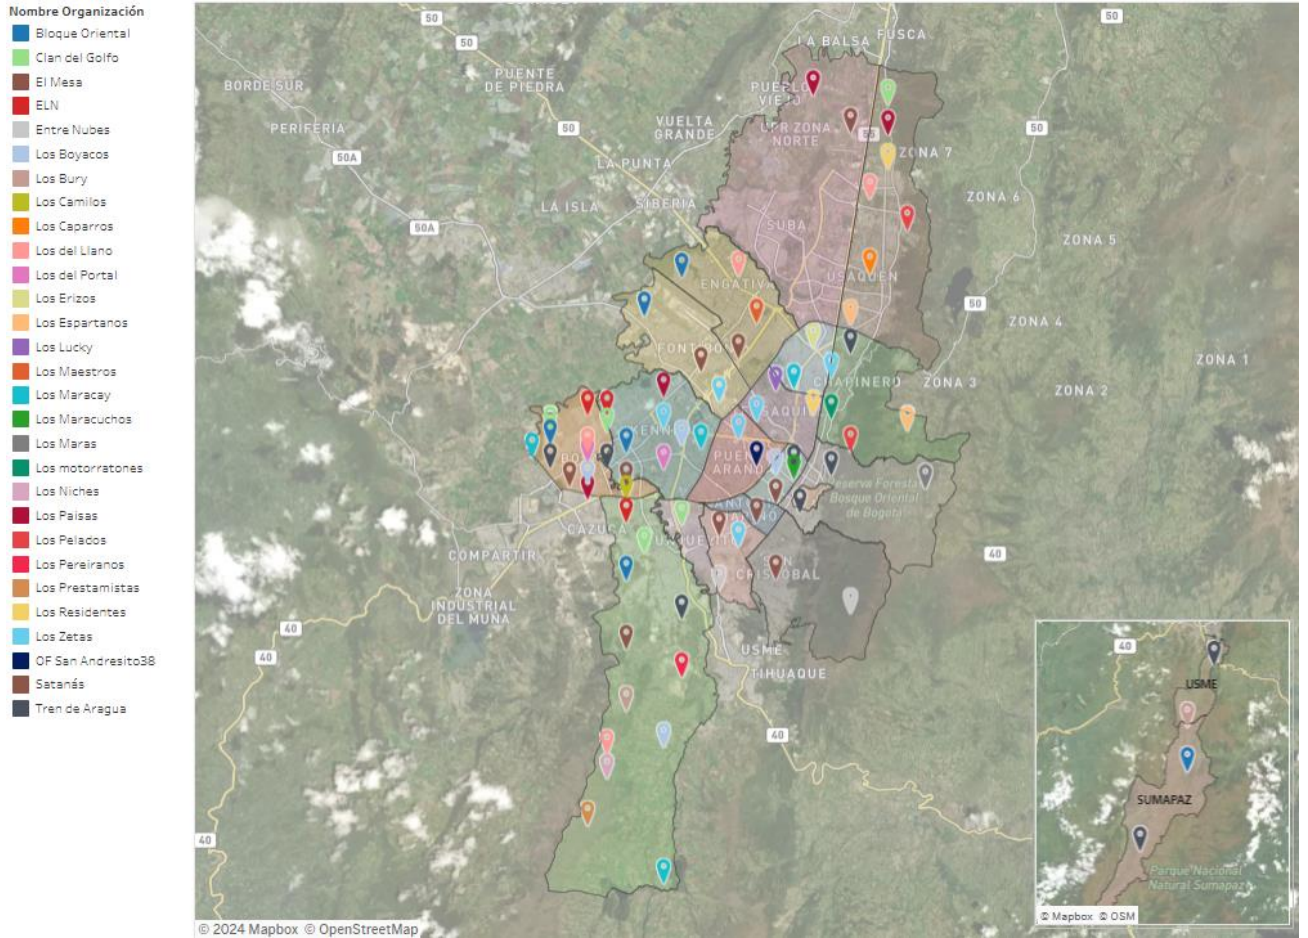 Nombre Organización
Bloque Oriental
Clan del Golfo
El Mesa
ELN
Entre Nubes
Los Boyacos
Los Bury
Los Camilos
Los Caparros
Los del Llano
Los del Portal
Los Erizos
Los Espartanos
Los Lucky
Los Maestros
Los Maracay
Los Maracuchos
Los Maras
Los motorratones
Los Niches
Los Paisas
Los Pelados
Los Pereiranos
Los Prestamistas
Los Residentes
Los Zetas
OF San Andresito38
Satanás
Tren de Aragua
50
50
50
FUSCA
LA BALSA
PUENTE
DE PIEDRA
BORDE SUR
PUEBLO
VIEJO
VUELTA
GRANDE
PERIFERIA
50
50
UPR ZONA
NORTE
55
50A
ZONA 7
LA PUNTA
ZONA 6
LA ISLA
SIBERIA
SUBA
50A
ZONA 5
USAQUEN
ENGATIVA
50
ZONA 4
ZONA 1
CHAPINERO
ZONA 3
ZONA 2
Reserva Foresta
Bosque Oriental
de Bogotá
CAZUCA
COMPARTIR
40
SAN
CRISTOBAL
ZONA
INDUSTRIAL
DEL MUÑA
40
40
USME
TIHUAQUE
40
40
40
USME
SUMAPAZ
Parque Nacional
Natural Sumapaz
© Mapbox © OSM
© 2024 Mapbox © OpenStreetMap